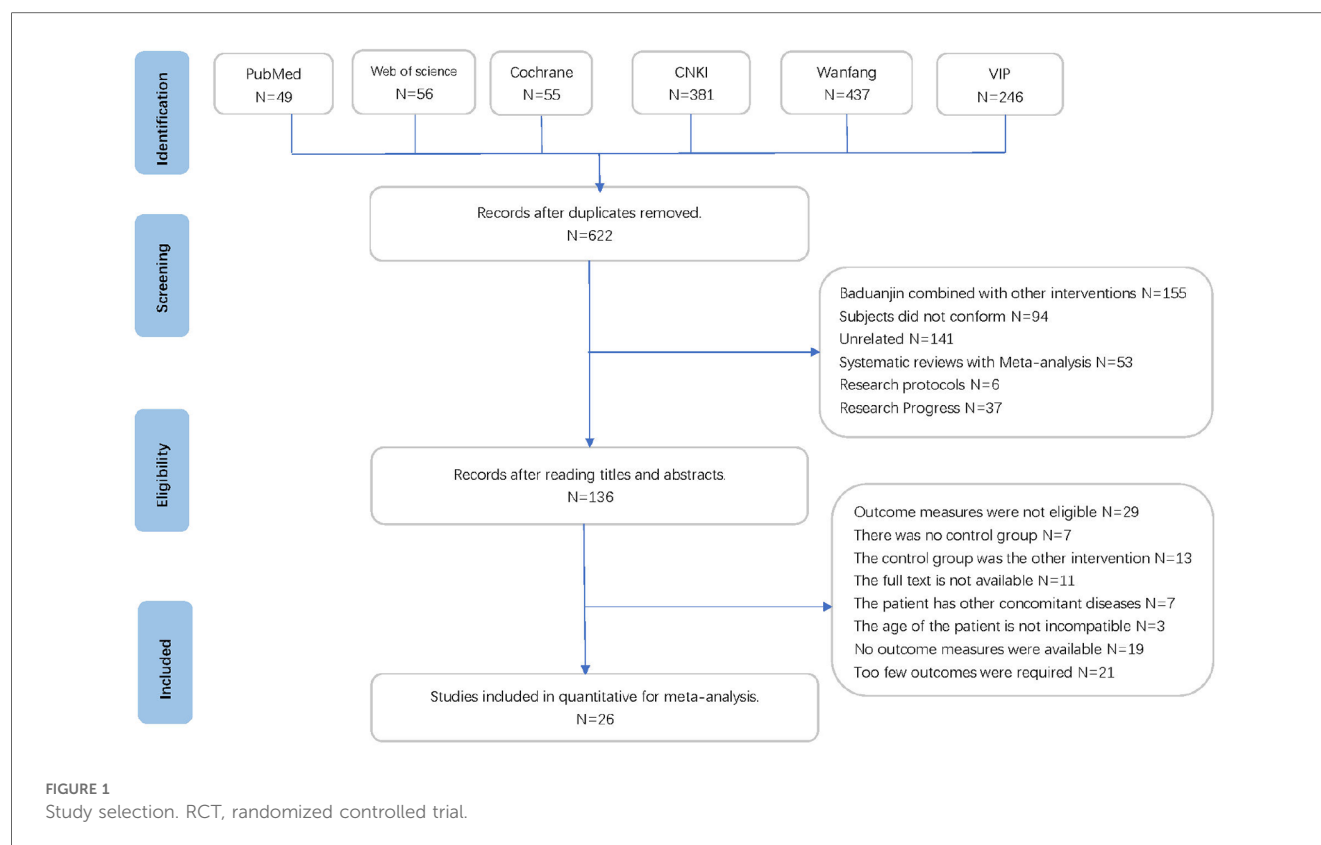 Identification
PubMed
N=49
Web of science
N=56
Cochrane
N=55
CNKI
N=381
Wanfang
N=437
VIP
N=246
Screening
Records after duplicates removed.
N=622
Baduanjin combined with other interventions N=155
Subjects did not conform N=94
Unrelated N=141
Systematic reviews with Meta-analysis N=53
Research protocols N=6
Research Progress N=37
Eligibility
Records after reading titles and abstracts.
N=136
Outcome measures were not eligible N=29
There was no control group N=7
The control group was the other intervention N=13
The full text is not available N=11
The patient has other concomitant diseases N=7
The age of the patient is not incompatible N=3
No outcome measures were available N=19
Too few outcomes were required N=21
Included
Studies included in quantitative for meta-analysis.
N=26
FIGURE 1
Study selection. RCT, randomized controlled trial.